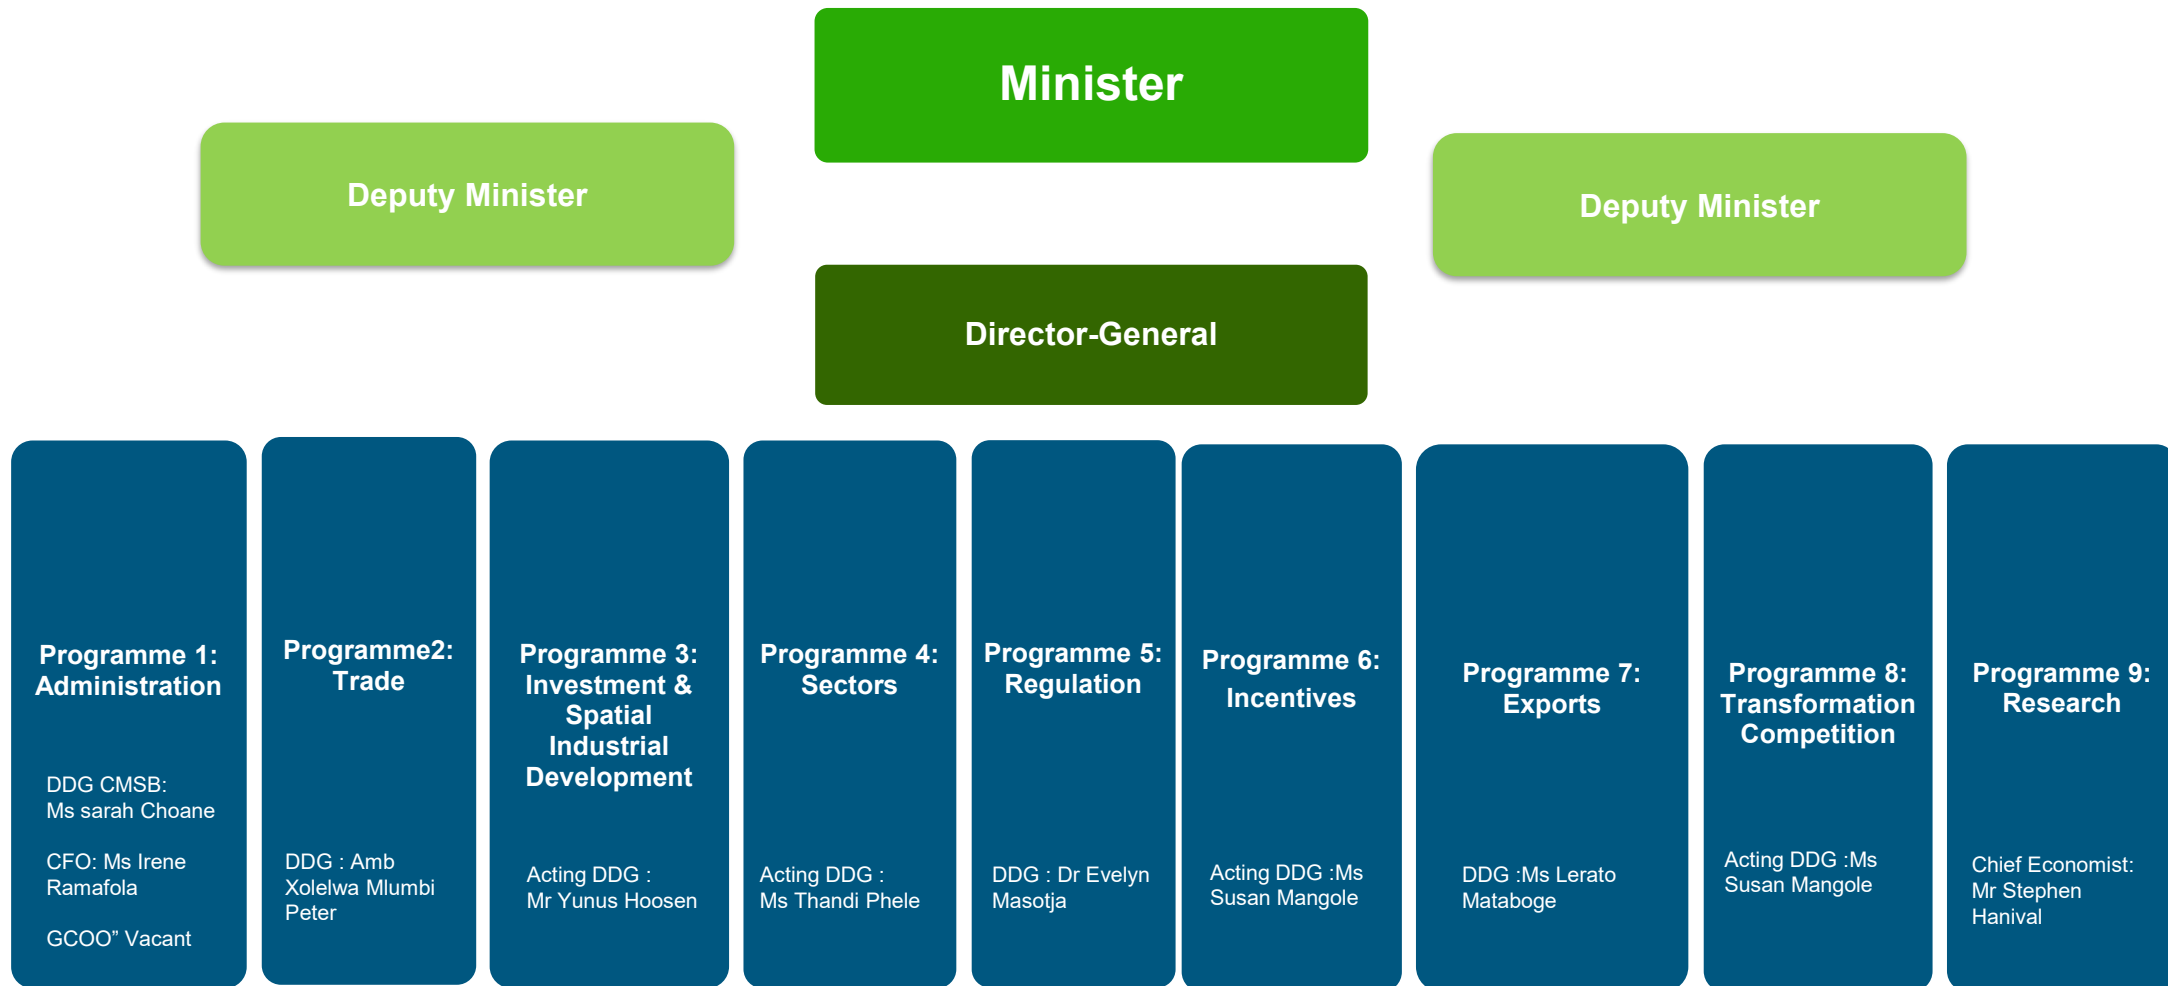 Minister
Deputy Minister
Deputy Minister
Director-General
Programme 1:
Administration
DDG CMSB:
Ms sarah Choane
CFO: Ms Irene
Ramafola
GCOO” Vacant
Programme2:
Trade
DDG : Amb
Xolelwa Mlumbi
Peter
Programme 3:
Investment &
Spatial
Industrial
Development
Acting DDG :
Mr Yunus Hoosen
Programme 4:
Sectors
Acting DDG :
Ms Thandi Phele
Programme 5:
Regulation
DDG : Dr Evelyn
Masotja
Programme 6:
Incentives
Acting DDG :Ms
Susan Mangole
Programme 7:
Exports
DDG :Ms Lerato
Mataboge
Programme 8:
Transformation
Competition
Acting DDG :Ms
Susan Mangole
Programme 9:
Research
Chief Economist:
Mr Stephen
Hanival